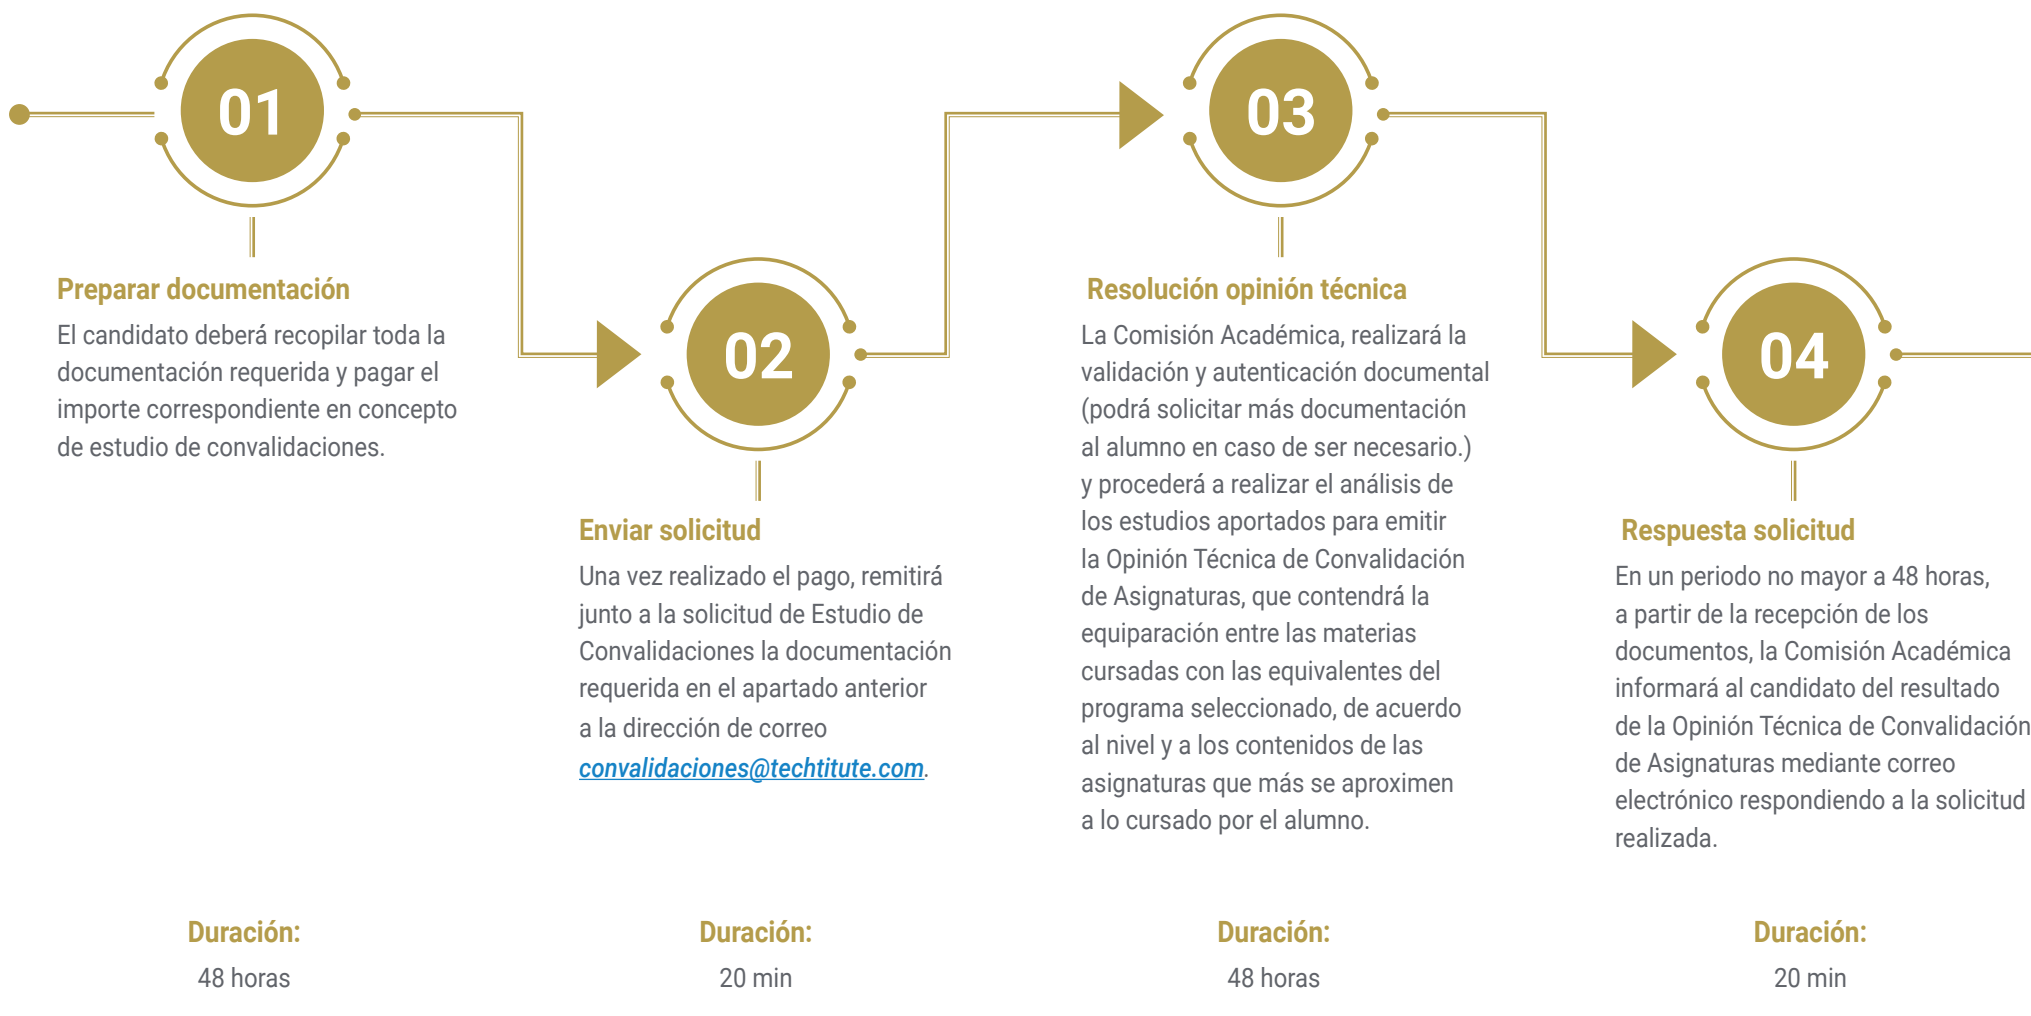 01
Preparar documentación
El candidato deberá recopilar toda la
documentación requerida y pagar el
importe correspondiente en concepto
de estudio de convalidaciones.
Duración:
48 horas
02
Enviar solicitud
Una vez realizado el pago, remitirá
junto a la solicitud de Estudio de
Convalidaciones la documentación
requerida en el apartado anterior
a la dirección de correo
convalidaciones@techtitute.com.
Duración:
20 min
03
Resolución opinión técnica
La Comisión Académica, realizará la
validación y autenticación documental
(podrá solicitar más documentación
al alumno en caso de ser necesario.)
y procederá a realizar el análisis de
los estudios aportados para emitir
la Opinión Técnica de Convalidación
de Asignaturas, que contendrá la
equiparación entre las materias
cursadas con las equivalentes del
programa seleccionado, de acuerdo
al nivel y a los contenidos de las
asignaturas que más se aproximen
a lo cursado por el alumno.
Duración:
48 horas
04
Respuesta solicitud
En un periodo no mayor a 48 horas,
a partir de la recepción de los
documentos, la Comisión Académica
informará al candidato del resultado
de la Opinión Técnica de Convalidación
de Asignaturas mediante correo
electrónico respondiendo a la solicitud
realizada.
Duración:
20 min